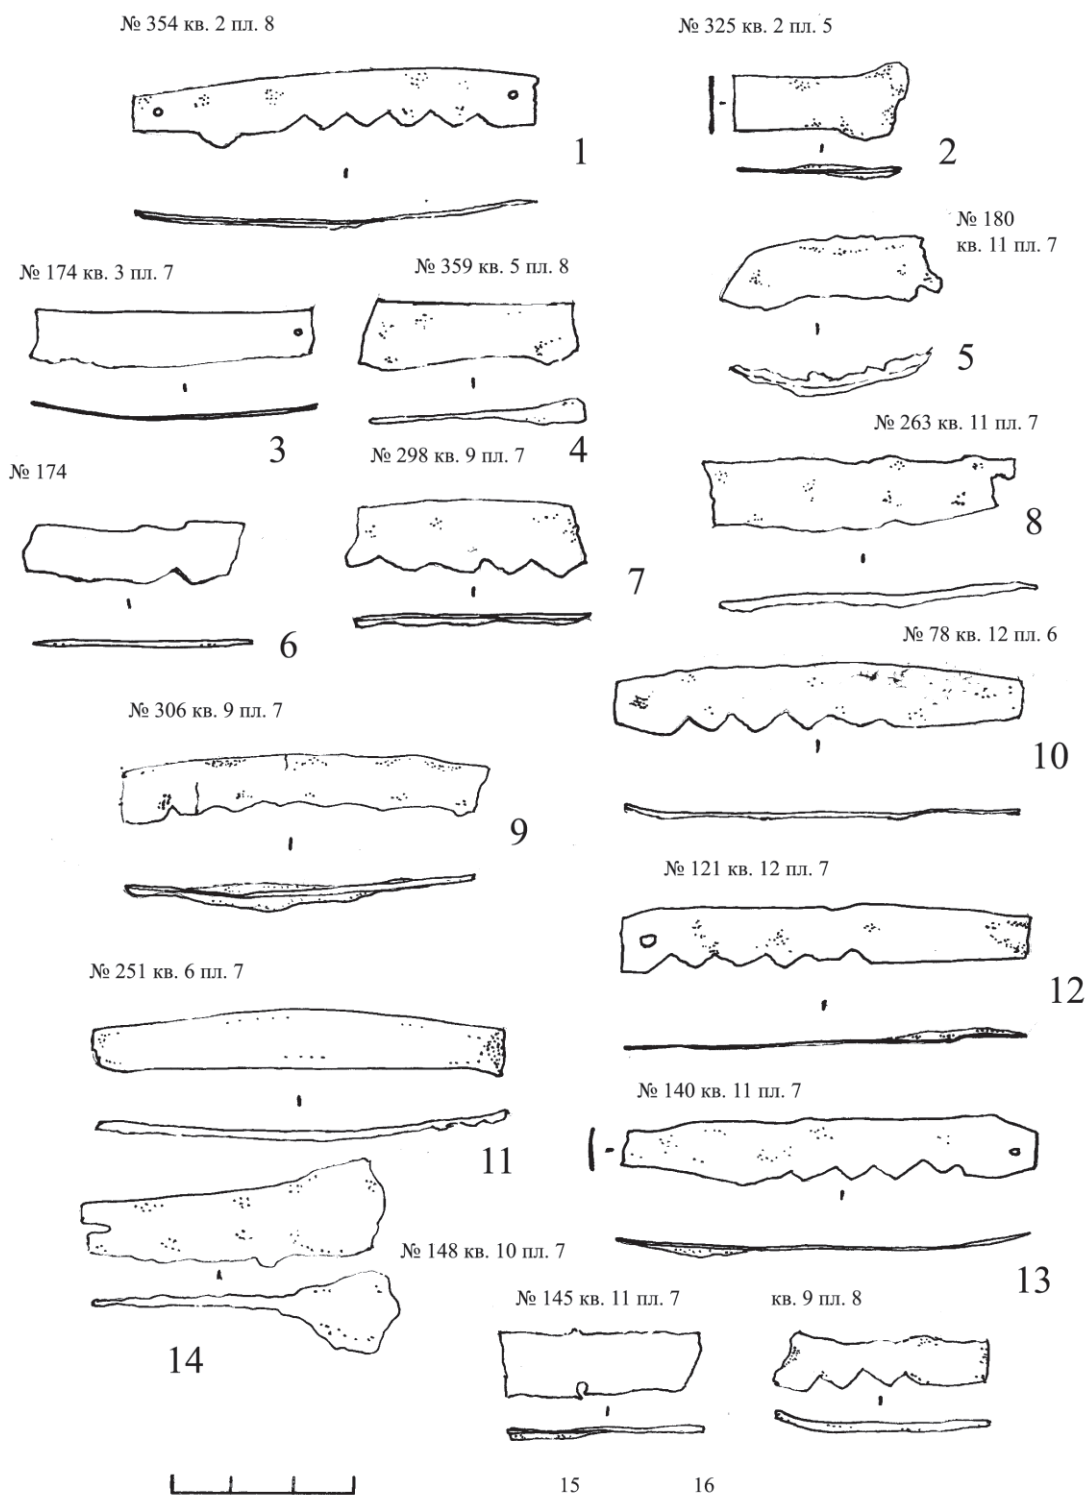 № 354 кв. 2 пл. 8
№ 325 кв. 2 пл. 5
1
2
№ 180
кв. 11 пл. 7
№ 174 кв. 3 пл. 7
№ 359 кв. 5 пл. 8
5
3
4
№ 263 кв. 11 пл. 7
№ 174
№ 298 кв. 9 пл. 7
8
6
7
№ 78 кв. 12 пл. 6
№ 306 кв. 9 пл. 7
10
9
№ 121 кв. 12 пл. 7
№ 251 кв. 6 пл. 7
12
№ 140 кв. 11 пл. 7
11
№ 148 кв. 10 пл. 7
13
№ 145 кв. 11 пл. 7
кв. 9 пл. 8
14
15
16